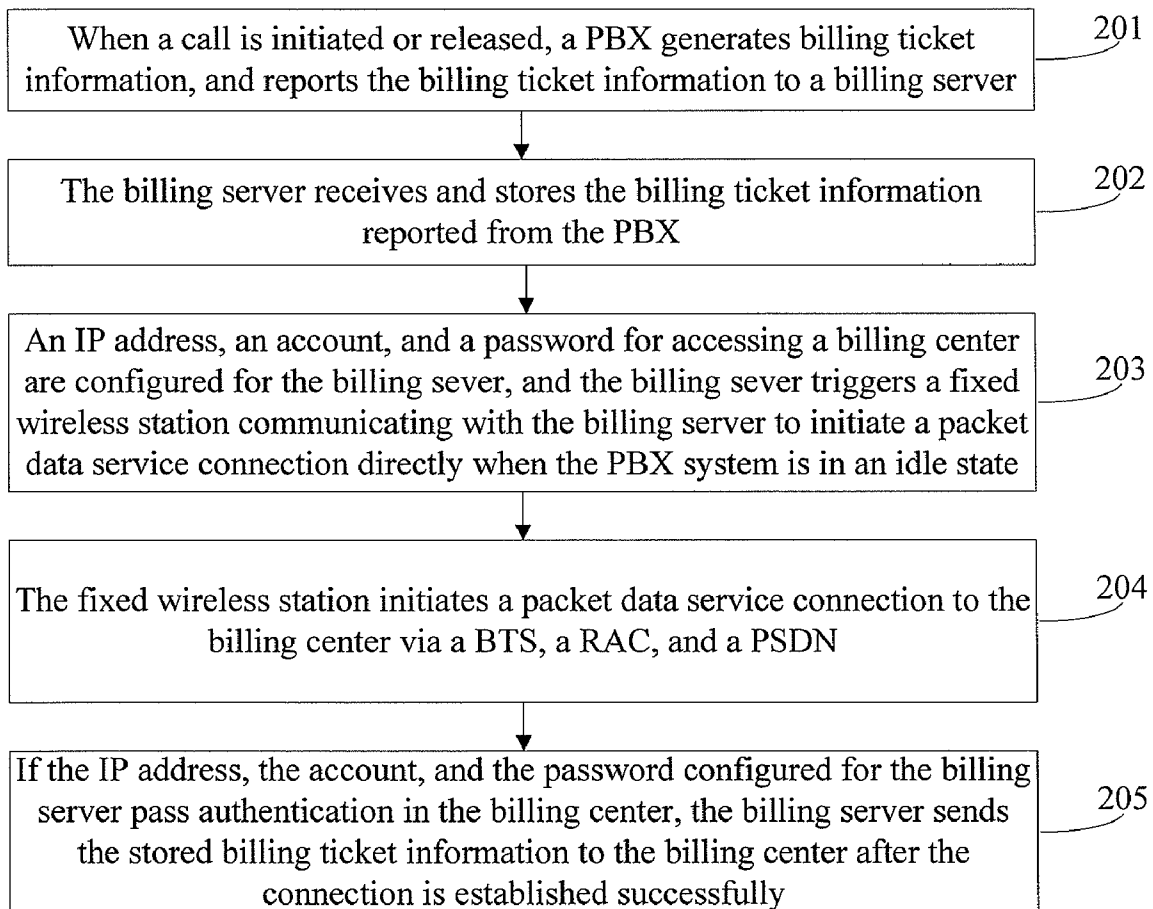 When a call is initiated or released, a PBX generates billing ticket
information, and reports the billing ticket information to a billing server
201
The billing server receives and stores the billing ticket information
reported from the PBX
202
An IP address, an account, and a password for accessing a billing center
are configured for the billing sever, and the billing sever triggers a fixed
wireless station communicating with the billing server to initiate a packet
data service connection directly when the PBX system is in an idle state
203
The fixed wireless station initiates a packet data service connection to the
billing center via a BTS, a RAC, and a PSDN
204
If the IP address, the account, and the password configured for the billing
server pass authentication in the billing center, the billing server sends
the stored billing ticket information to the billing center after the
connection is established successfully
205